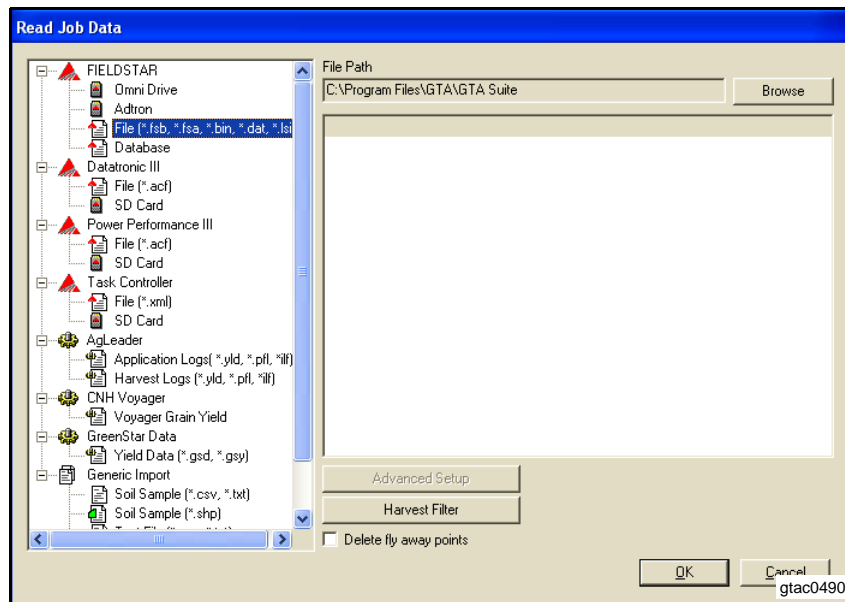 Read Job Data
FIELDSTAR
Omni Drive
Adtron
File (*.fsb, *.fsa, *.bin, *.dat, *.lsi
Database
Datatronic III
File (*.acf)
SD Card
Power Performance III
File (*.acf)
SD Card
Task Controller
File (*.xml)
SD Card
AgLeader
Application Logs( *.yld, *.pfl, *ilf)
Harvest Logs (*.yld, *.pfl, *ilf)
CNH Voyager
Voyager Grain Yield
GreenStar Data
Yield Data (*.gsd, *.gsy)
Generic Import
Soil Sample (*.csv, *.txt)
Soil Sample (*.shp)
File Path
C:\Program Files\GTA\GTA Suite
Browse
Advanced Setup
Harvest Filter
Delete fly away points
OK
Cancel
gtac0490